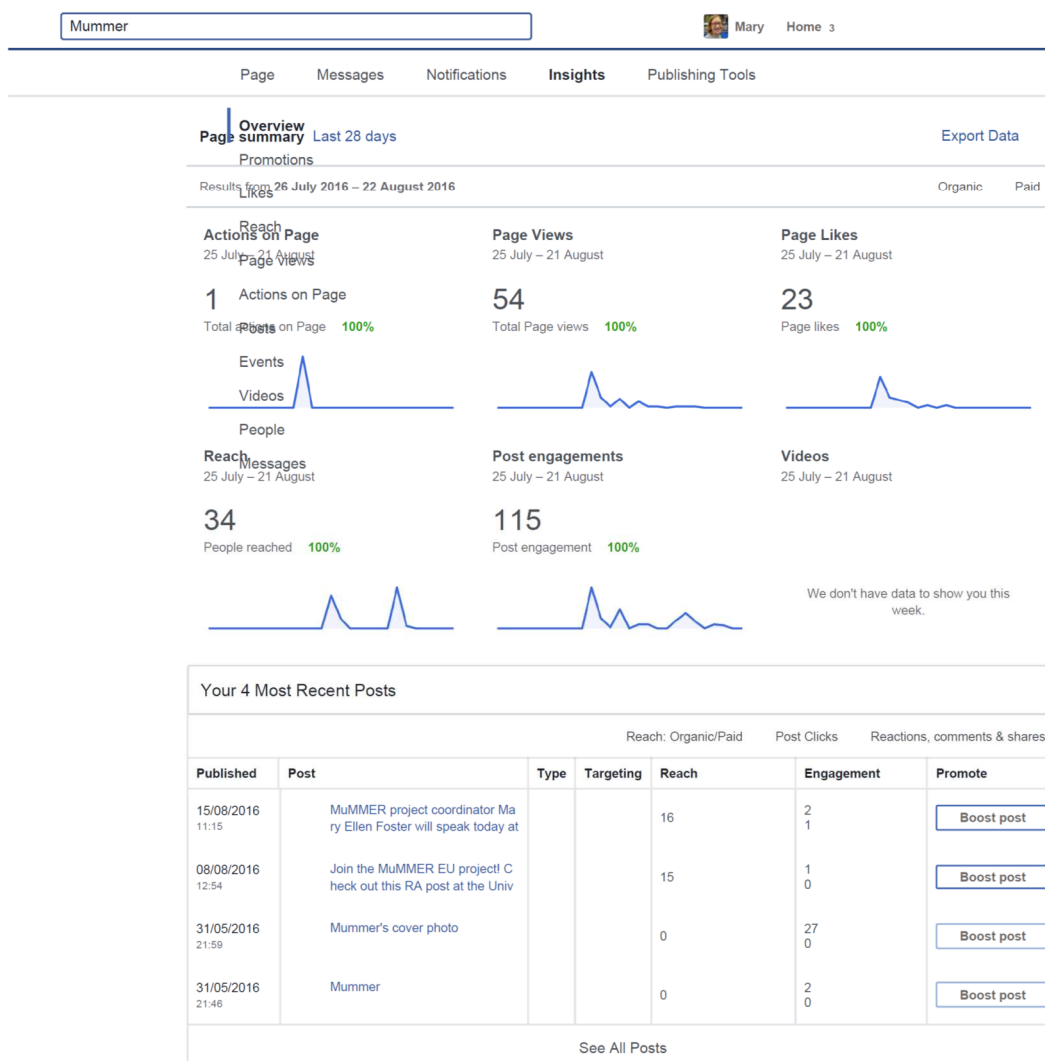 Mummer
Mary Home 3
Page Messages Notifications Insights Publishing Tools
Overview
Page summary Last 28 days Export Data
Promotions
Results from 26 July 2016 – 22 August 2016 Organic Paid
Likes
Reach
Actions on Page Page Views Page Likes
25 July – 21 August 25 July – 21 August 25 July – 21 August
Page views
1 54 23
Actions on Page
Total actions on Page 100% Total Page views 100% Page likes 100%
Posts
Events
Videos
People
Reach Post engagements Videos
Messages
25 July – 21 August 25 July – 21 August 25 July – 21 August
34 115
People reached 100% Post engagement 100%
We don't have data to show you this
week.
Your 4 Most Recent Posts
Reach: Organic/Paid Post Clicks Reactions, comments & shares
Published Post Type Targeting Reach Engagement Promote
15/08/2016 MuMMER project coordinator Ma 16 2 Boost post
11:15 ry Ellen Foster will speak today at 1
08/08/2016 Join the MuMMER EU project! C 15 1 Boost post
12:54 heck out this RA post at the Univ 0
31/05/2016 Mummer's cover photo 0 27 Boost post
21:59 0
31/05/2016 Mummer 0 2 Boost post
21:46 0
See All Posts